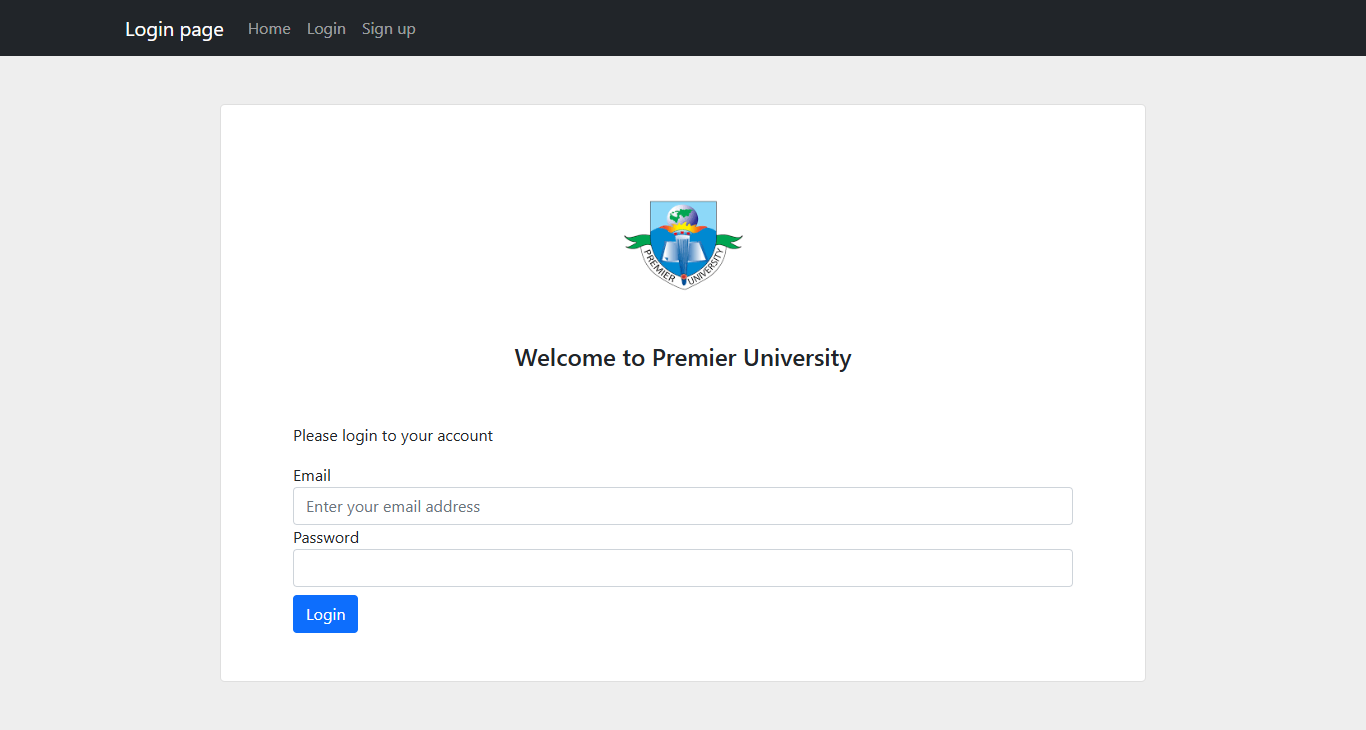 Login page Home Login Sign up
PREMIER UNIVERSITY
Welcome to Premier University
Please login to your account
Email
Enter your email address
Password
Login